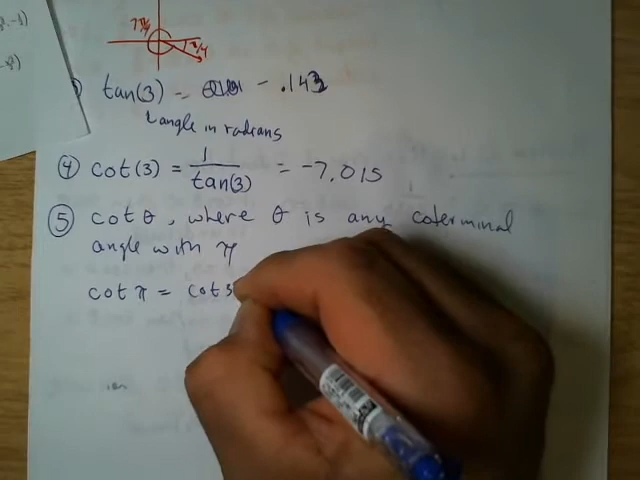 7π/4
π/4
tan(3) = - .143
angle in radians
④ cot(3) = 1/tan(3) = -7.015
⑤ cot θ, where θ is any coterminal
angle with π
cot π = cot 3